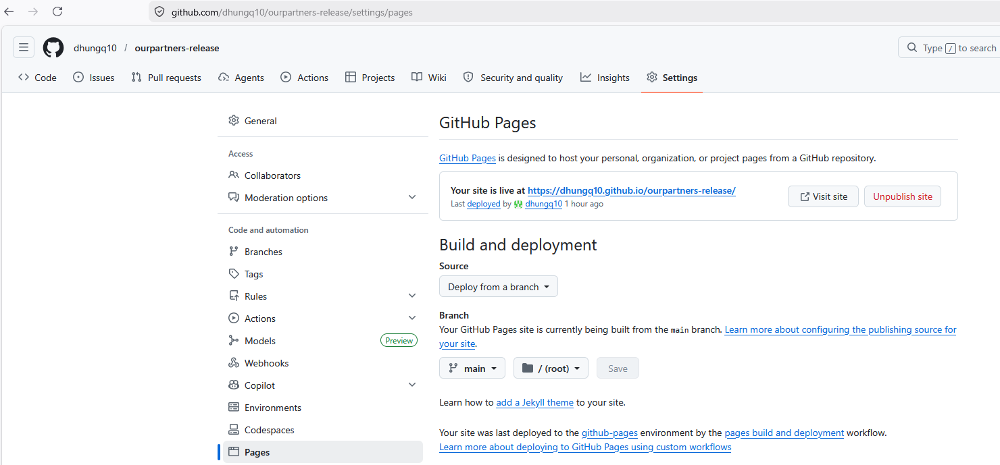 github.com/dhungq10/ourpartners-release/settings/pages
dhungq10 / ourpartners-release
Type / to search
Code Issues Pull requests Agents Actions Projects Wiki Security and quality Insights Settings
General
Access
Collaborators
Moderation options
Code and automation
Branches
Tags
Rules
Actions
Models Preview
Webhooks
Copilot
Environments
Codespaces
Pages
GitHub Pages
GitHub Pages is designed to host your personal, organization, or project pages from a GitHub repository.
Your site is live at https://dhungq10.github.io/ourpartners-release/
Last deployed by dhungq10 1 hour ago
Visit site
Unpublish site
Build and deployment
Source
Deploy from a branch
Branch
Your GitHub Pages site is currently being built from the main branch. Learn more about configuring the publishing source for
your site.
main / (root) Save
Learn how to add a Jekyll theme to your site.
Your site was last deployed to the github-pages environment by the pages build and deployment workflow.
Learn more about deploying to GitHub Pages using custom workflows